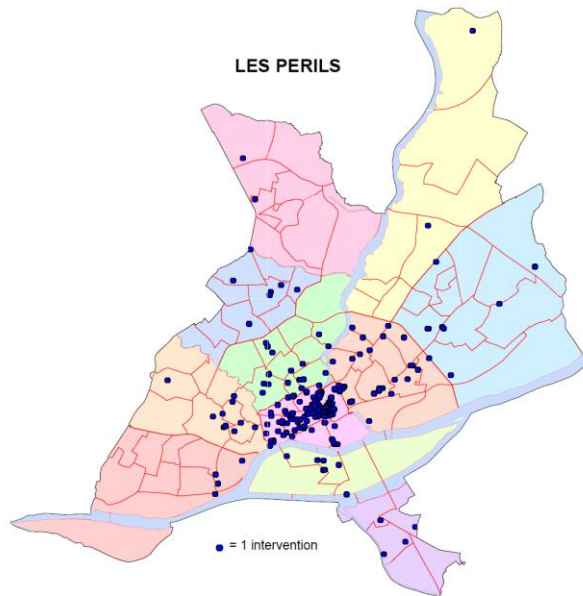 LES PERILS
= 1 intervention